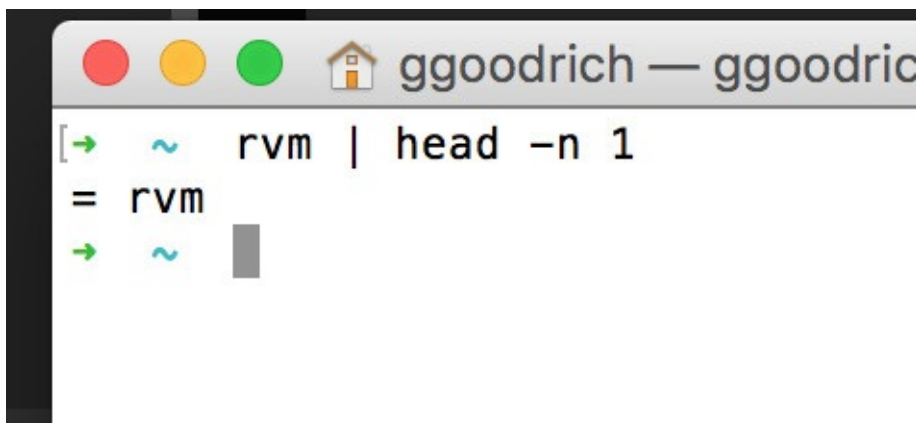 ggoodrich — ggoodric
[➜ ~ rvm | head -n 1
= rvm
➜ ~